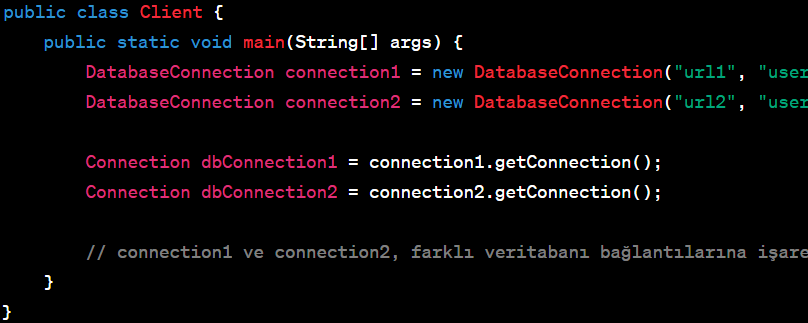 public class Client {
    public static void main(String[] args) {
        DatabaseConnection connection1 = new DatabaseConnection("url1", "user
        DatabaseConnection connection2 = new DatabaseConnection("url2", "user
        Connection dbConnection1 = connection1.getConnection();
        Connection dbConnection2 = connection2.getConnection();
        // connection1 ve connection2, farklı veritabanı bağlantılarına işare
    }
}